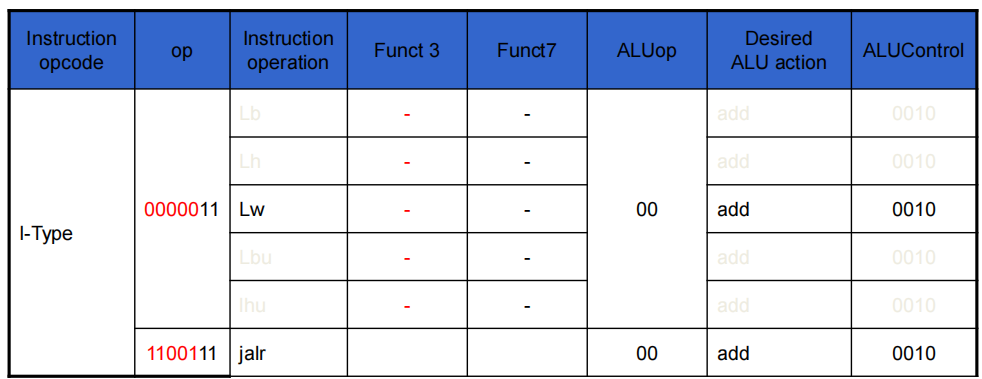 Instruction opcode op Instruction operation Funct 3 Funct7 ALUop Desired ALU action ALUControl
Lb - - add 0010
Lh - - add 0010
I-Type 0000011 Lw - - 00 add 0010
Lbu - - add 0010
lhu - - add 0010
1100111 jalr 00 add 0010